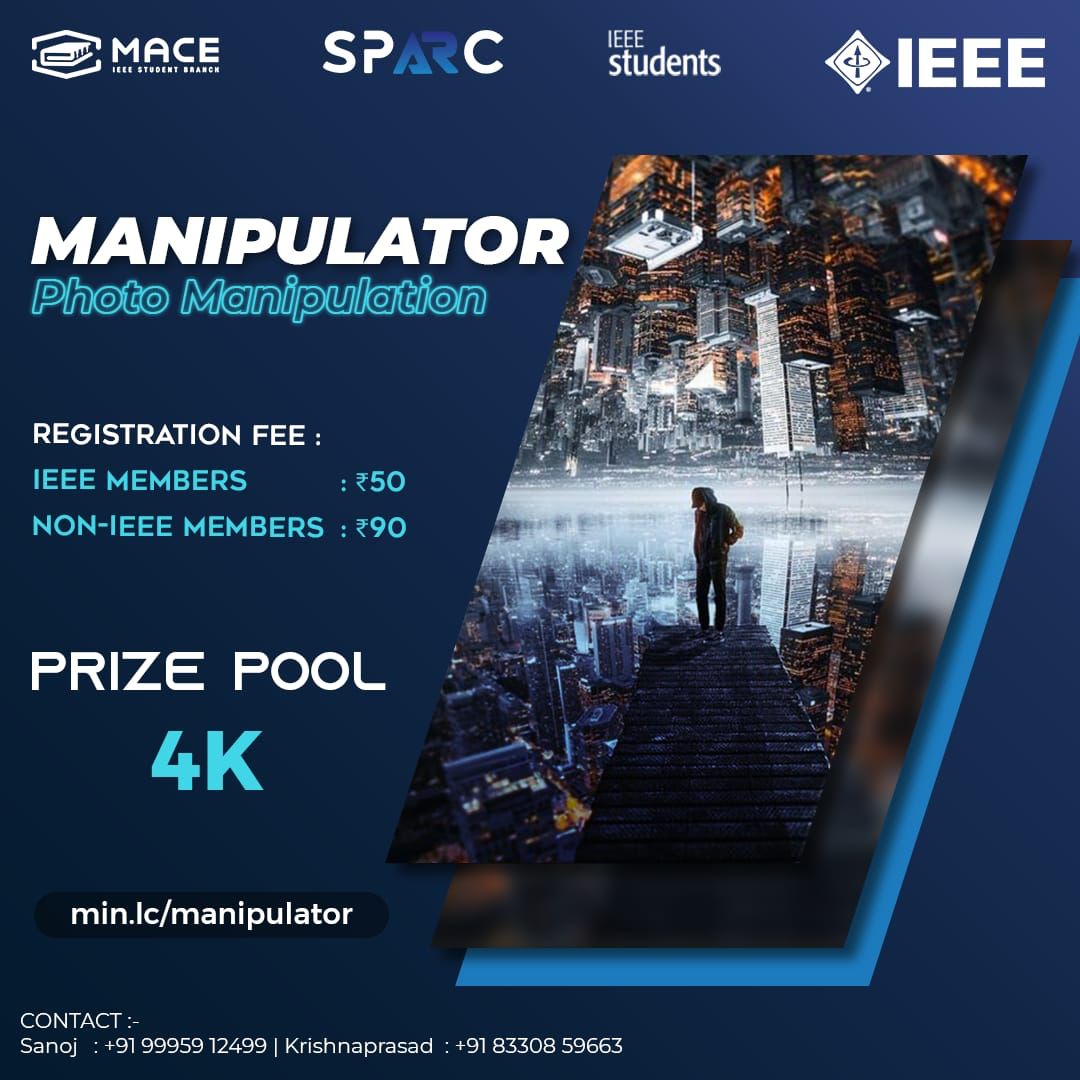 MACE
IEEE STUDENT BRANCH
SPARC
IEEE
students
IEEE
MANIPULATOR
Photo Manipulation
REGISTRATION FEE :
IEEE MEMBERS : ₹50
NON-IEEE MEMBERS : ₹90
PRIZE POOL
4K
min.lc/manipulator
CONTACT :-
Sanoj : +91 99959 12499 | Krishnaprasad : +91 83308 59663